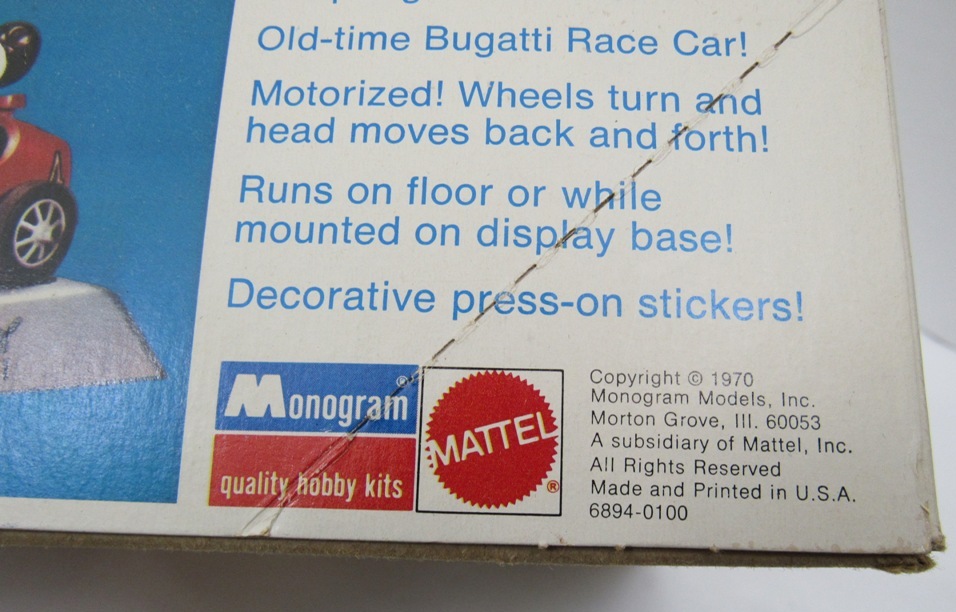 Old-time Bugatti Race Car!
Motorized! Wheels turn and
head moves back and forth!
Runs on floor or while
mounted on display base!
Decorative press-on stickers!
Monogram®
quality hobby kits
MATTEL®
Copyright © 1970
Monogram Models, Inc.
Morton Grove, Ill. 60053
A subsidiary of Mattel, Inc.
All Rights Reserved
Made and Printed in U.S.A.
6894-0100